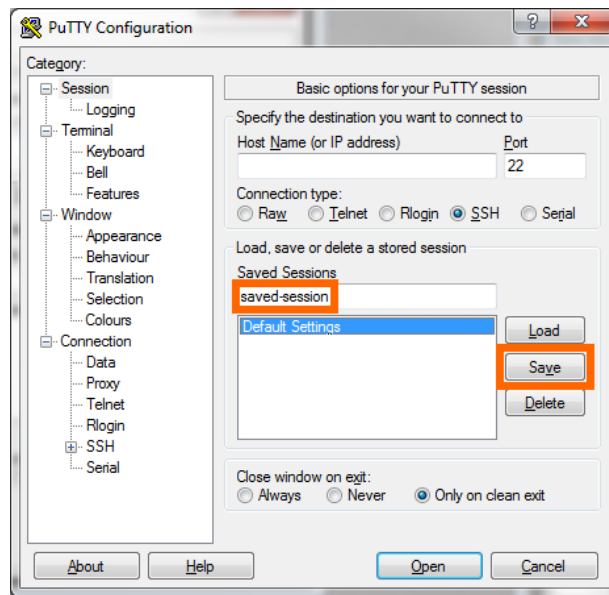 PuTTY Configuration
?
X
Category:
Session
Logging
Terminal
Keyboard
Bell
Features
Window
Appearance
Behaviour
Translation
Selection
Colours
Connection
Data
Proxy
Telnet
Rlogin
SSH
Serial
Basic options for your PuTTY session
Specify the destination you want to connect to
Host Name (or IP address) Port
22
Connection type:
Raw Telnet Rlogin SSH Serial
Load, save or delete a stored session
Saved Sessions
saved-session
Default Settings
Load
Save
Delete
Close window on exit:
Always Never Only on clean exit
About Help Open Cancel